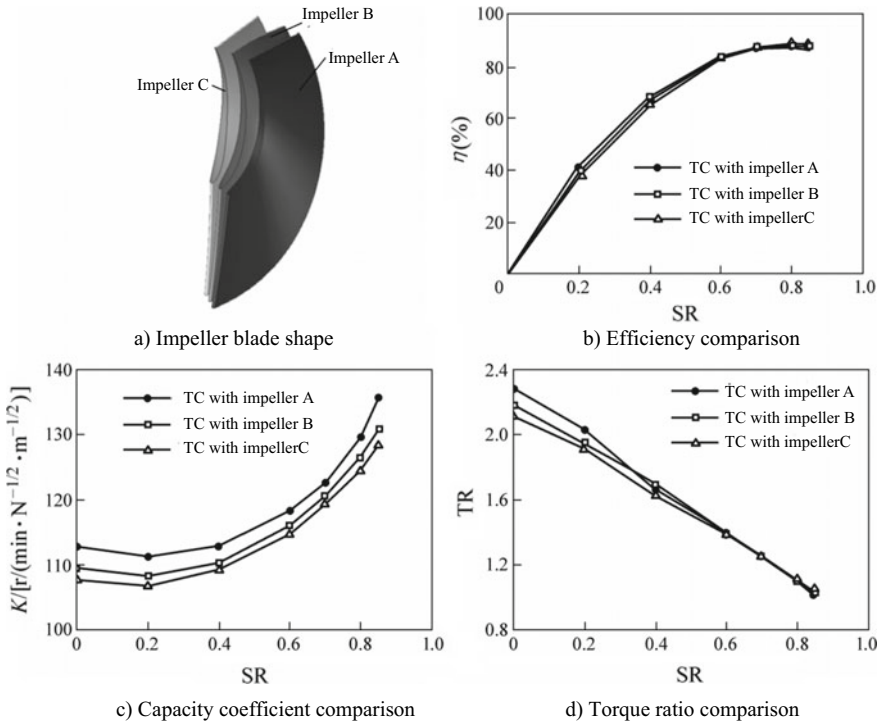 Impeller B
Impeller A
Impeller C
a) Impeller blade shape
100
80
60
40
20
0
η(%)
TC with impeller A
TC with impeller B
TC with impellerC
0.2
0.4
0.6
0.8
1.0
SR
b) Efficiency comparison
140
130
120
110
100
K/[r/(min·N⁻¹/²·m⁻¹/²)]
TC with impeller A
TC with impeller B
TC with impellerC
0
0.2
0.4
0.6
0.8
1.0
SR
c) Capacity coefficient comparison
2.4
2.0
1.6
1.2
0.8
TR
TC with impeller A
TC with impeller B
TC with impellerC
0
0.2
0.4
0.6
0.8
1.0
SR
d) Torque ratio comparison